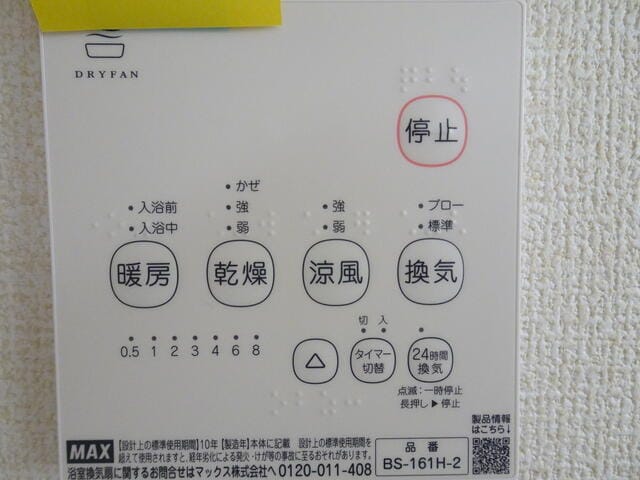 DRYFAN
停止
かぜ
入浴前 強 強 ブロー
入浴中 弱 弱 標準
暖房 乾燥 涼風 換気
切 入
0.5 1 2 3 4 6 8
タイマー切替
24時間換気
点滅:一時停止
長押し▶停止
製品情報
はこちら↓
MAX
【設計上の標準使用期間】10年【製造年】本体に記載 設計上の標準使用期間を
超えて使用されますと、経年劣化による発火・けが等の事故に至るおそれがあります。
浴室換気扇に関するお問合せはマックス株式会社へ 0120-011-408
品番
BS-161H-2